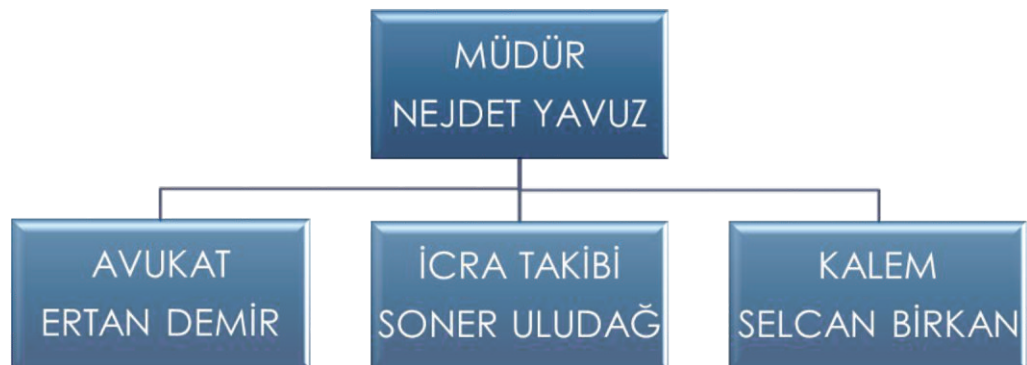 MÜDÜR
NEJDET YAVUZ
AVUKAT
ERTAN DEMİR
İCRA TAKİBİ
SONER ULUDAĞ
KALEM
SELCAN BİRKAN